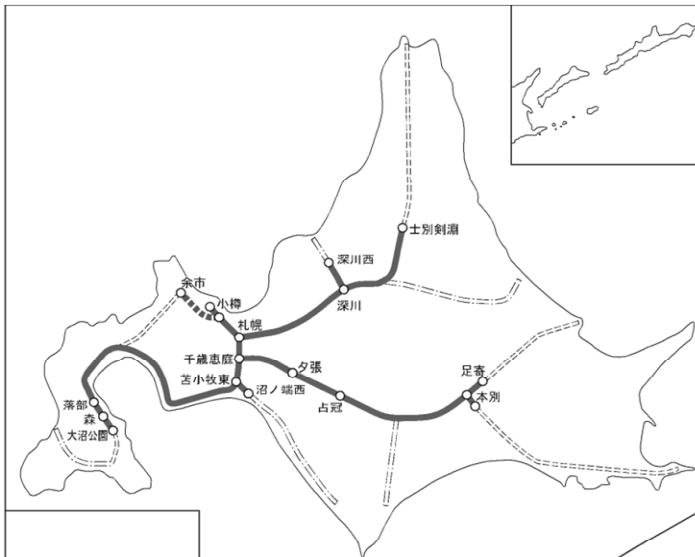 士別剣淵
深川西
余市
小樽
深川
札幌
千歳恵庭
夕張
足寄
苫小牧東
沼ノ端西
占冠
本別
落部
森
大沼公園